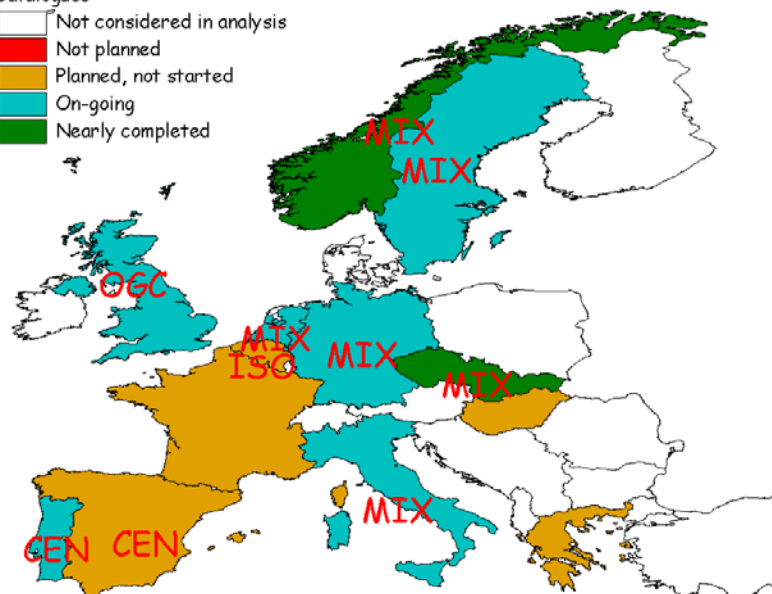 Catalogues
Not considered in analysis
Not planned
Planned, not started
On-going
Nearly completed
MIX
MIX
OGC
MIX
ISO
MIX
MIX
MIX
CEN
CEN